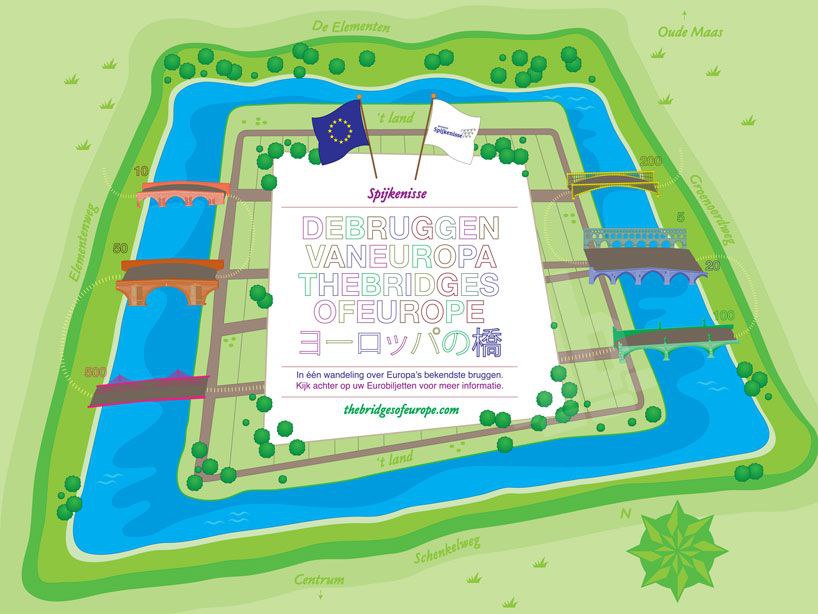 De Elementen
Oude Maas
't land
Spijkenisse
10
200
Spijkenisse
Elementenweg
Groenoordweg
DEBRUGGEN
VANEUROPA
THEBRIDGES
OFEUROPE
ヨーロッパの橋
5
50
20
100
500
In één wandeling over Europa's bekendste bruggen.
Kijk achter op uw Eurobiljetten voor meer informatie.
thebridgesofeurope.com
't land
N
Schenkelweg
Centrum